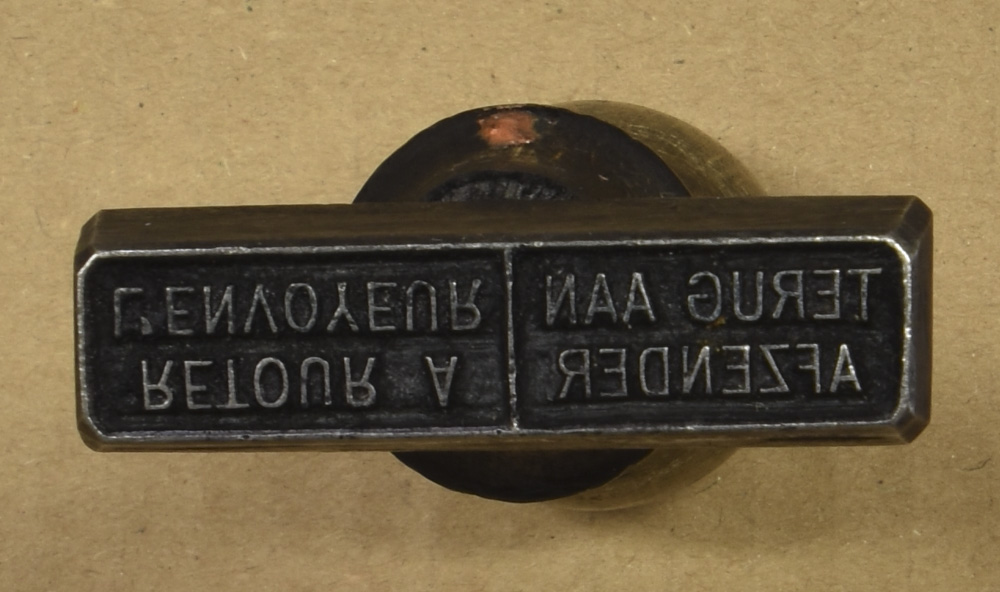 RETOUR A
L'ENVOYEUR
TERUG AAN
AFZENDER